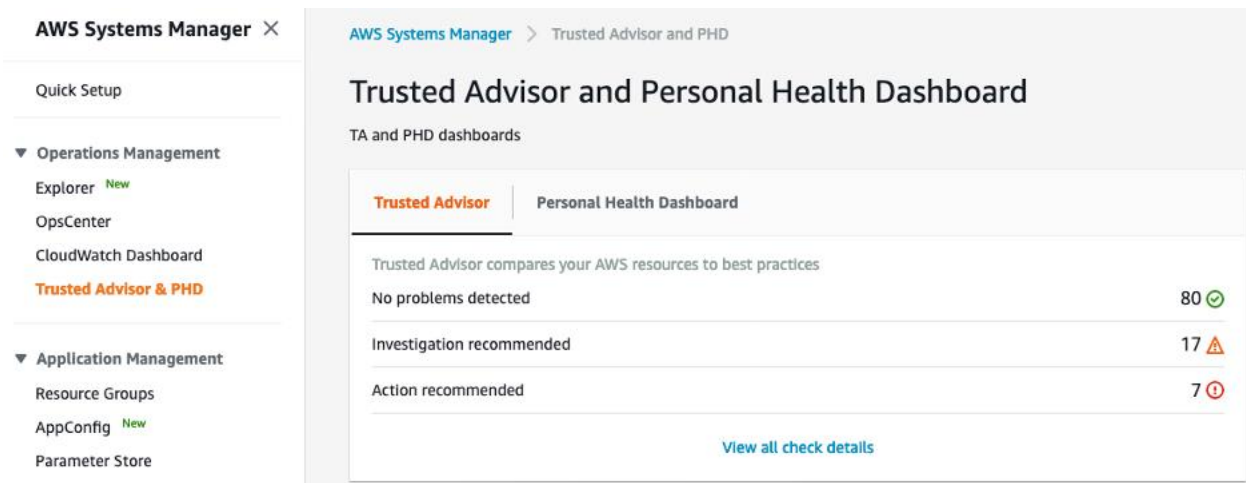 AWS Systems Manager
Quick Setup
Operations Management
Explorer New
OpsCenter
CloudWatch Dashboard
Trusted Advisor & PHD
Application Management
Resource Groups
AppConfig New
Parameter Store
AWS Systems Manager > Trusted Advisor and PHD
Trusted Advisor and Personal Health Dashboard
TA and PHD dashboards
Trusted Advisor Personal Health Dashboard
Trusted Advisor compares your AWS resources to best practices
No problems detected 80
Investigation recommended 17
Action recommended 7
View all check details